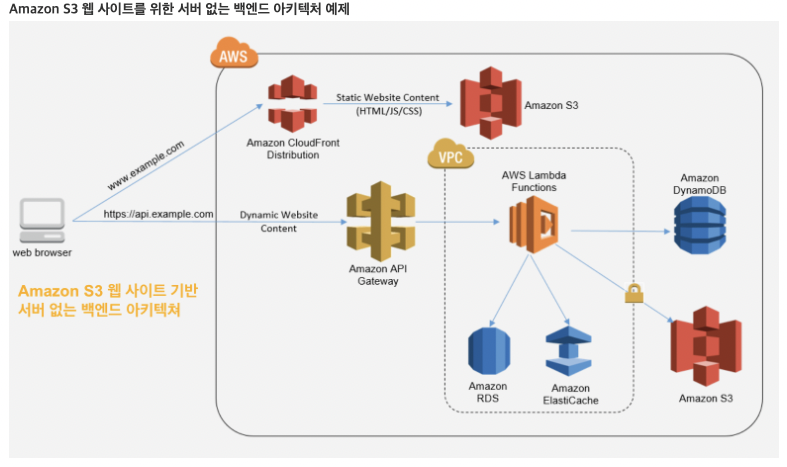 Amazon S3 웹 사이트를 위한 서버 없는 백엔드 아키텍처 예제
AWS
Static Website Content
(HTML/JS/CSS)
Amazon S3
Amazon CloudFront
Distribution
www.example.com
VPC
AWS Lambda
Functions
Amazon
DynamoDB
https://api.example.com
Dynamic Website
Content
web browser
Amazon API
Gateway
Amazon S3 웹 사이트 기반
서버 없는 백엔드 아키텍쳐
Amazon
RDS
Amazon
ElastiCache
Amazon S3